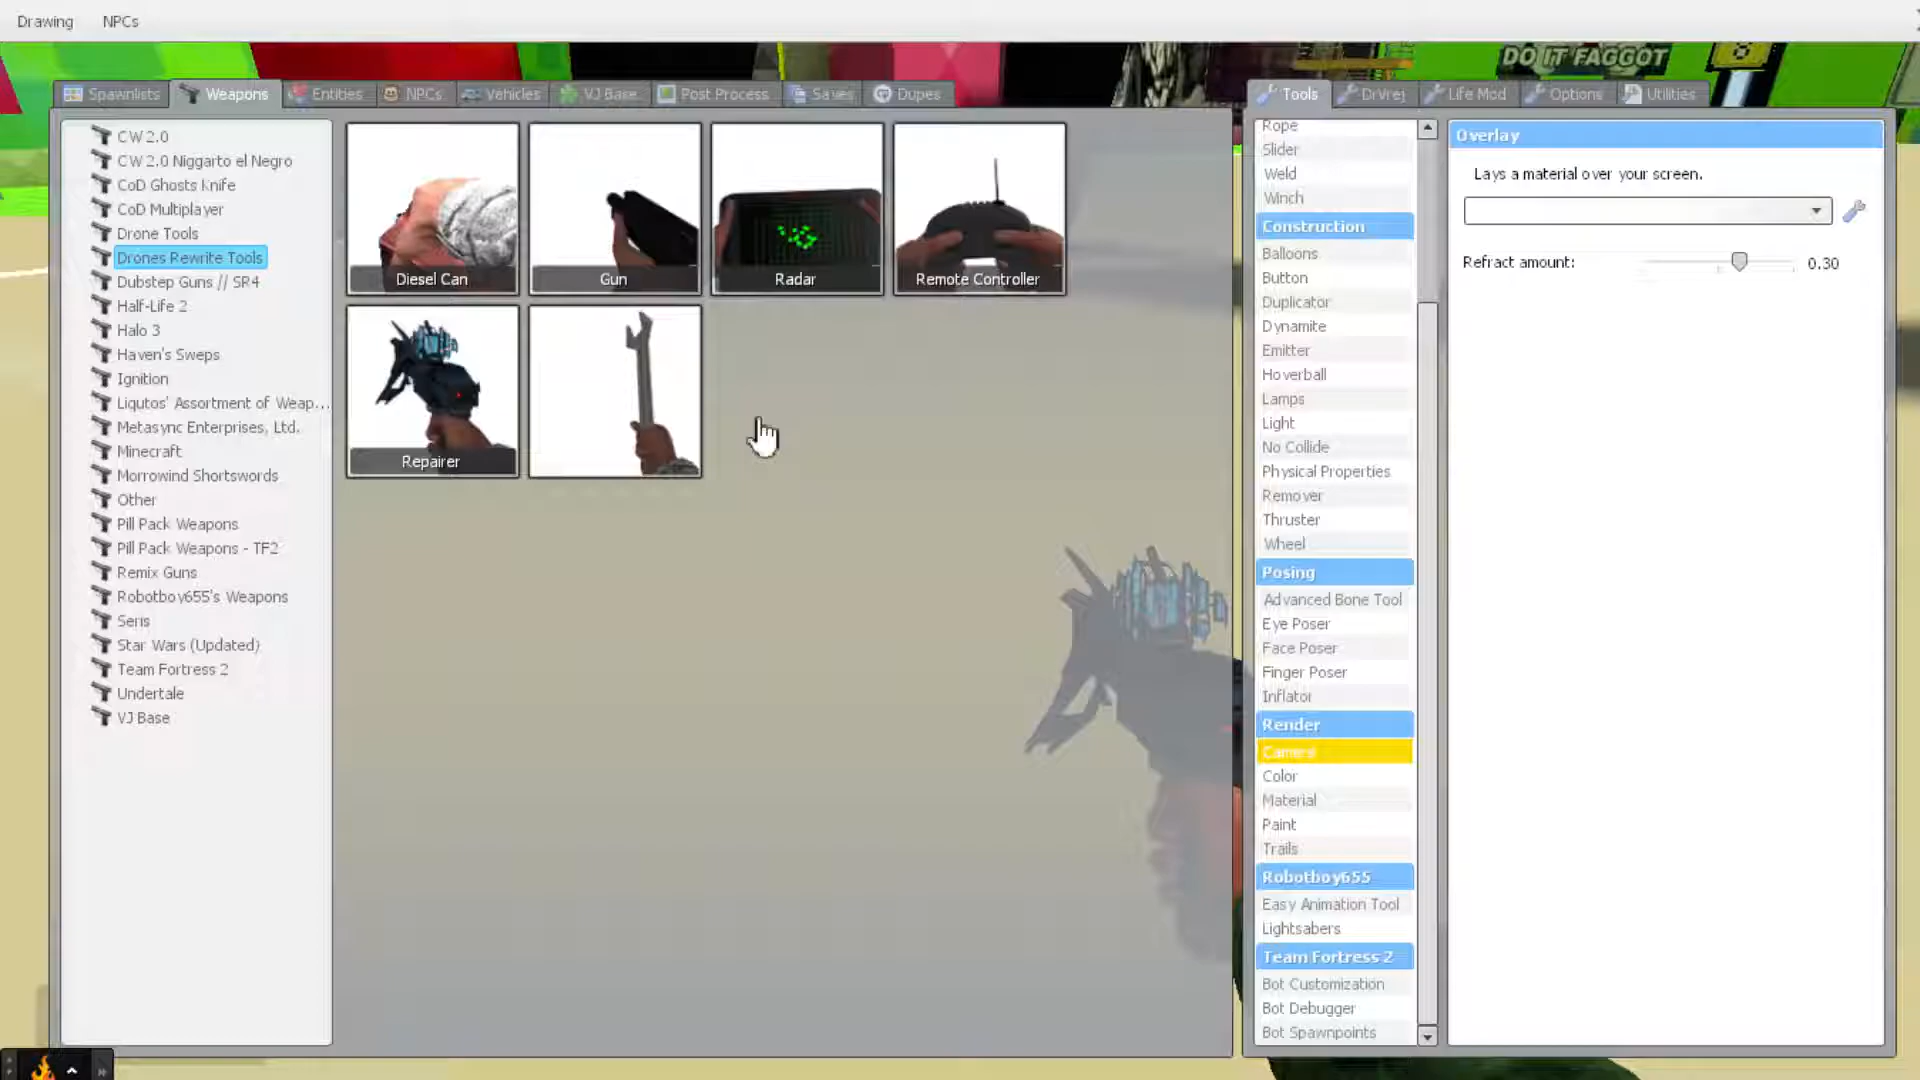 Drawing NPCs
DO IT FAGGOT
Spawnlists Weapons Entities NPCs Vehicles VJ Base Post Process Saves Dupes
Tools DrVrej Life Mod Options Utilities
CW 2.0
CW 2.0 Niggarto el Negro
CoD Ghosts Knife
CoD Multiplayer
Drone Tools
Drones Rewrite Tools
Dubstep Guns // SR4
Half-Life 2
Halo 3
Haven's Sweps
Ignition
Liqutos' Assortment of Weap...
Metasync Enterprises, Ltd.
Minecraft
Morrowind Shortswords
Other
Pill Pack Weapons
Pill Pack Weapons - TF2
Remix Guns
Robotboy655's Weapons
Seris
Star Wars (Updated)
Team Fortress 2
Undertale
VJ Base
Diesel Can
Gun
Radar
Remote Controller
Repairer
Rope
Slider
Weld
Winch
Construction
Balloons
Button
Duplicator
Dynamite
Emitter
Hoverball
Lamps
Light
No Collide
Physical Properties
Remover
Thruster
Wheel
Posing
Advanced Bone Tool
Eye Poser
Face Poser
Finger Poser
Inflator
Render
Camera
Color
Material
Paint
Trails
Robotboy655
Easy Animation Tool
Lightsabers
Team Fortress 2
Bot Customization
Bot Debugger
Bot Spawnpoints
Overlay
Lays a material over your screen.
Refract amount: 0.30